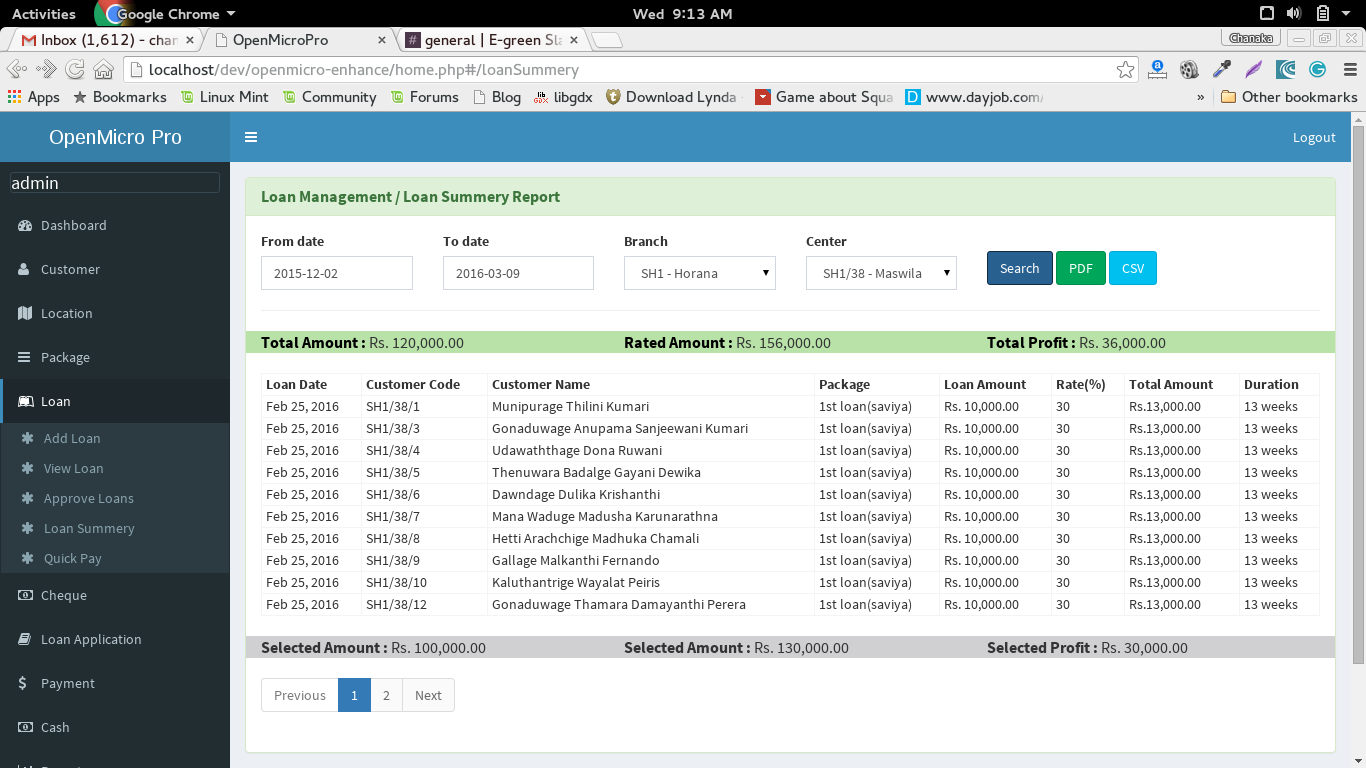 Activities Google Chrome Wed 9:13 AM
Inbox (1,612) - chan OpenMicroPro general | E-green Sla Chanaka
localhost/dev/openmicro-enhance/home.php#/loanSummery
Apps Bookmarks Linux Mint Community Forums Blog libgdx Download Lynda Game about Squa www.dayjob.com/ » Other bookmarks
OpenMicro Pro Logout
admin
Dashboard
Customer
Location
Package
Loan
Add Loan
View Loan
Approve Loans
Loan Summery
Quick Pay
Cheque
Loan Application
Payment
Cash
Loan Management / Loan Summery Report
From date To date Branch Center
2015-12-02 2016-03-09 SH1 - Horana SH1/38 - Maswila Search PDF CSV
Total Amount : Rs. 120,000.00 Rated Amount : Rs. 156,000.00 Total Profit : Rs. 36,000.00
Loan Date Customer Code Customer Name Package Loan Amount Rate(%) Total Amount Duration
Feb 25, 2016 SH1/38/1 Munipurage Thilini Kumari 1st loan(saviya) Rs. 10,000.00 30 Rs.13,000.00 13 weeks
Feb 25, 2016 SH1/38/3 Gonaduwage Anupama Sanjeewani Kumari 1st loan(saviya) Rs. 10,000.00 30 Rs.13,000.00 13 weeks
Feb 25, 2016 SH1/38/4 Udawaththage Dona Ruwani 1st loan(saviya) Rs. 10,000.00 30 Rs.13,000.00 13 weeks
Feb 25, 2016 SH1/38/5 Thenuwara Badalge Gayani Dewika 1st loan(saviya) Rs. 10,000.00 30 Rs.13,000.00 13 weeks
Feb 25, 2016 SH1/38/6 Dawndage Dulika Krishanthi 1st loan(saviya) Rs. 10,000.00 30 Rs.13,000.00 13 weeks
Feb 25, 2016 SH1/38/7 Mana Waduge Madusha Karunarathna 1st loan(saviya) Rs. 10,000.00 30 Rs.13,000.00 13 weeks
Feb 25, 2016 SH1/38/8 Hetti Arachchige Madhuka Chamali 1st loan(saviya) Rs. 10,000.00 30 Rs.13,000.00 13 weeks
Feb 25, 2016 SH1/38/9 Gallage Malkanthi Fernando 1st loan(saviya) Rs. 10,000.00 30 Rs.13,000.00 13 weeks
Feb 25, 2016 SH1/38/10 Kaluthantrige Wayalat Peiris 1st loan(saviya) Rs. 10,000.00 30 Rs.13,000.00 13 weeks
Feb 25, 2016 SH1/38/12 Gonaduwage Thamara Damayanthi Perera 1st loan(saviya) Rs. 10,000.00 30 Rs.13,000.00 13 weeks
Selected Amount : Rs. 100,000.00 Selected Amount : Rs. 130,000.00 Selected Profit : Rs. 30,000.00
Previous 1 2 Next